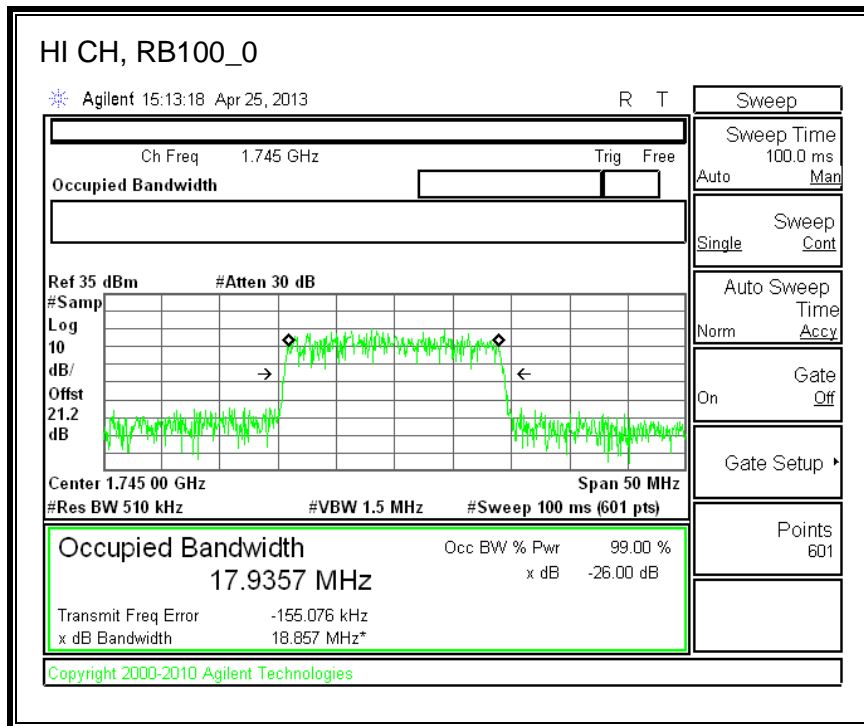 HI CH, RB100_0
Agilent 15:13:18 Apr 25, 2013 R T
Ch Freq 1.745 GHz Trig Free
Occupied Bandwidth
Ref 35 dBm #Atten 30 dB
#Samp
Log
10
dB/
Offst
21.2
dB
Center 1.745 00 GHz Span 50 MHz
#Res BW 510 kHz #VBW 1.5 MHz #Sweep 100 ms (601 pts)
Occupied Bandwidth Occ BW % Pwr 99.00 %
17.9357 MHz x dB -26.00 dB
Transmit Freq Error -155.076 kHz
x dB Bandwidth 18.857 MHz*
Copyright 2000-2010 Agilent Technologies
Sweep
Sweep Time
100.0 ms
Auto Man
Sweep
Single Cont
Auto Sweep
Time
Norm Accy
Gate
On Off
Gate Setup
Points
601